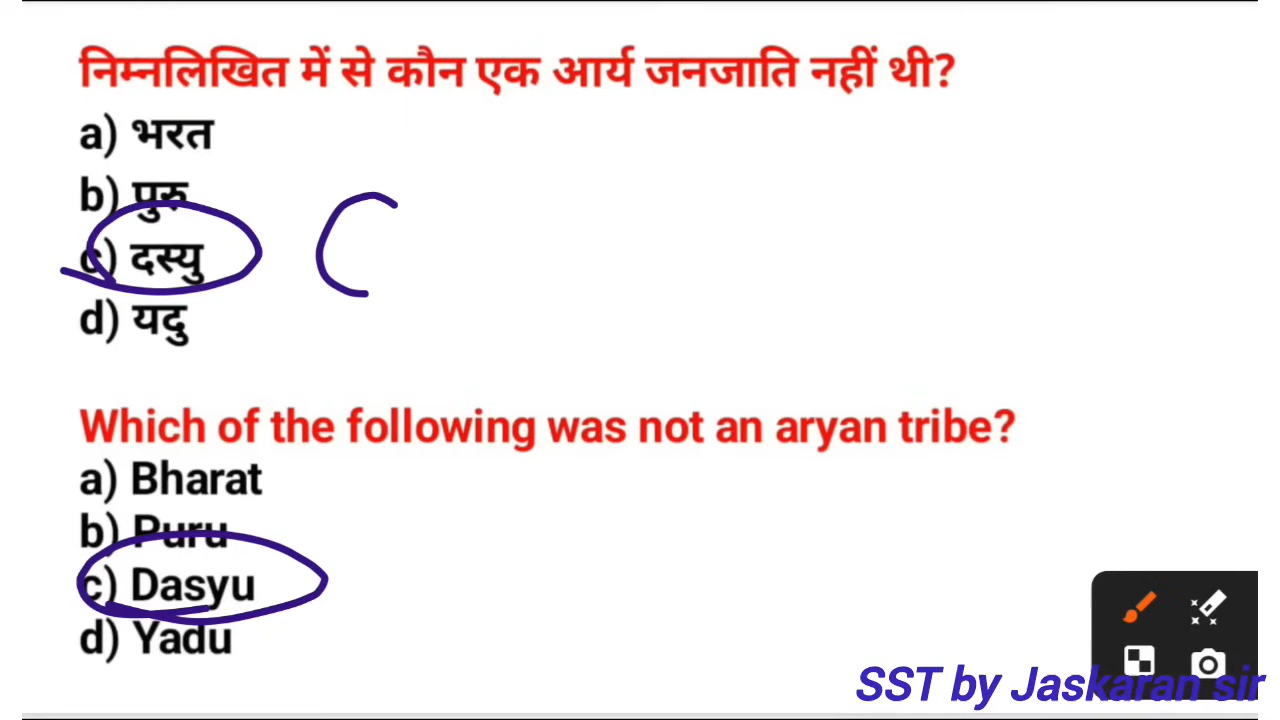 निम्नलिखित में से कौन एक आर्य जनजाति नहीं थी?
a) भरत
b) पुरु
c) दस्यु
d) यदु
Which of the following was not an aryan tribe?
a) Bharat
b) Puru
c) Dasyu
d) Yadu
SST by Jaskaran sir